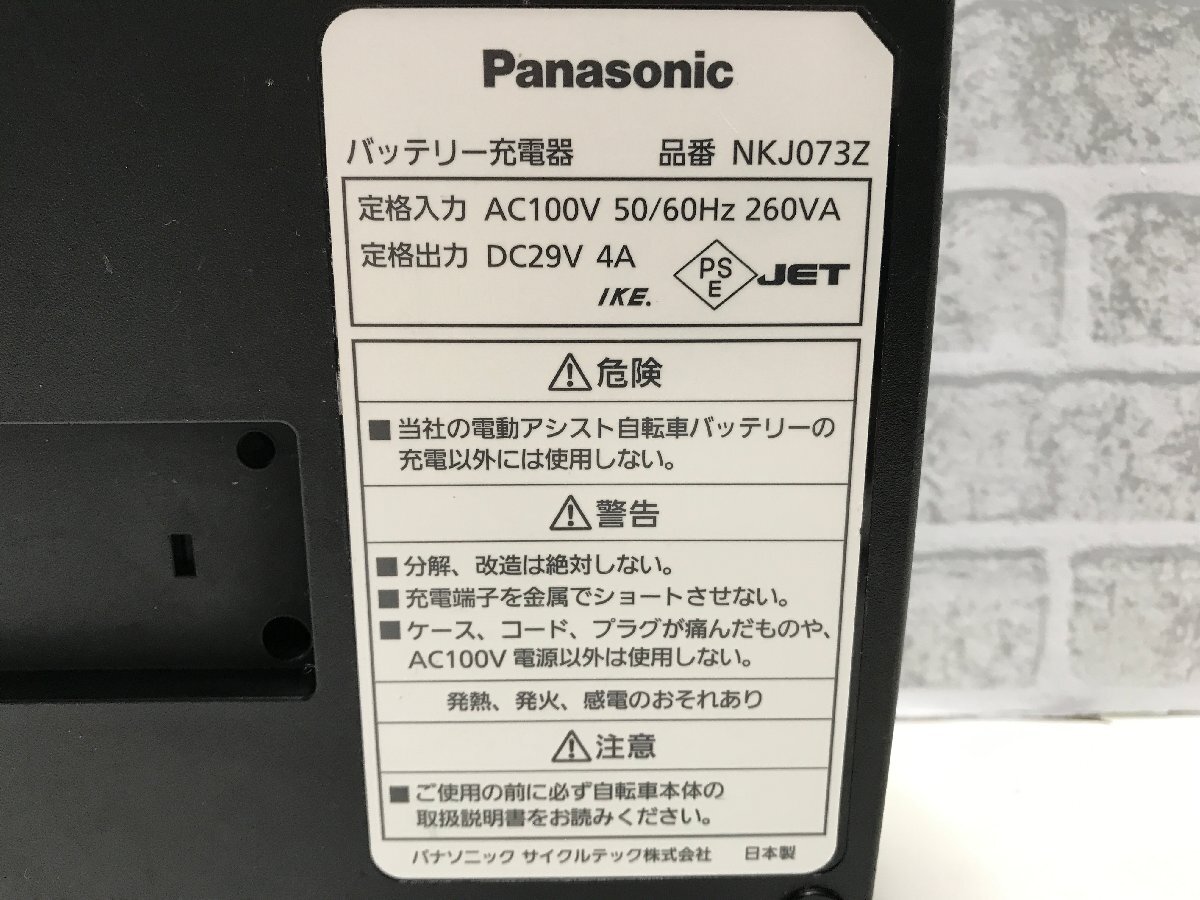 Panasonic
バッテリー充電器 品番 NKJ073Z
定格入力 AC100V 50/60Hz 260VA
定格出力 DC29V 4A
IKE. PSE JET
⚠危険
■当社の電動アシスト自転車バッテリーの
充電以外には使用しない。
⚠警告
■分解、改造は絶対しない。
■充電端子を金属でショートさせない。
■ケース、コード、プラグが痛んだものや、
AC100V 電源以外は使用しない。
発熱、発火、感電のおそれあり
⚠注意
■ご使用の前に必ず自転車本体の
取扱説明書をお読みください。
パナソニック サイクルテック株式会社 日本製